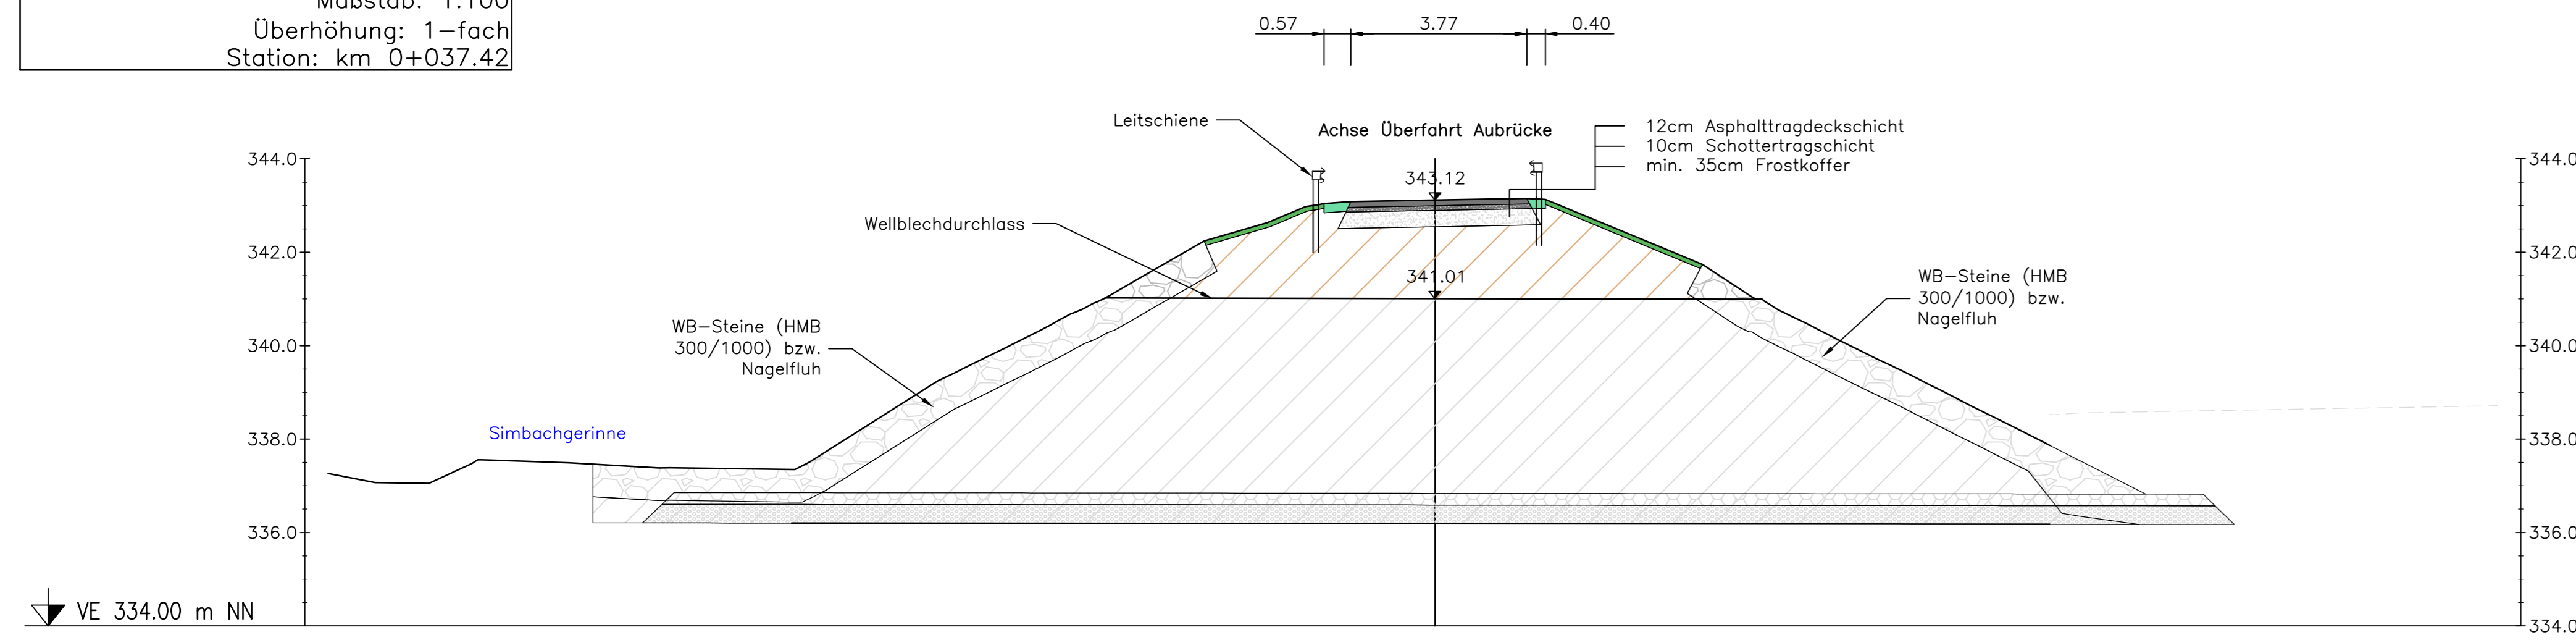 Maßstab: 1:100
Überhöhung: 1-fach
Station: km 0+037.42
0.57
3.77
0.40
Leitschiene
Achse Überfahrt Aubrücke
12cm Asphalttragdeckschicht
10cm Schottertragschicht
min. 35cm Frostkoffer
344.0
344.0
343.12
Wellblechdurchlass
342.0
342.0
341.01
WB-Steine (HMB
300/1000) bzw.
Nagelfluh
WB-Steine (HMB
300/1000) bzw.
Nagelfluh
340.0
340.0
Simbachgerinne
338.0
338.0
336.0
336.0
VE 334.00 m NN
334.0